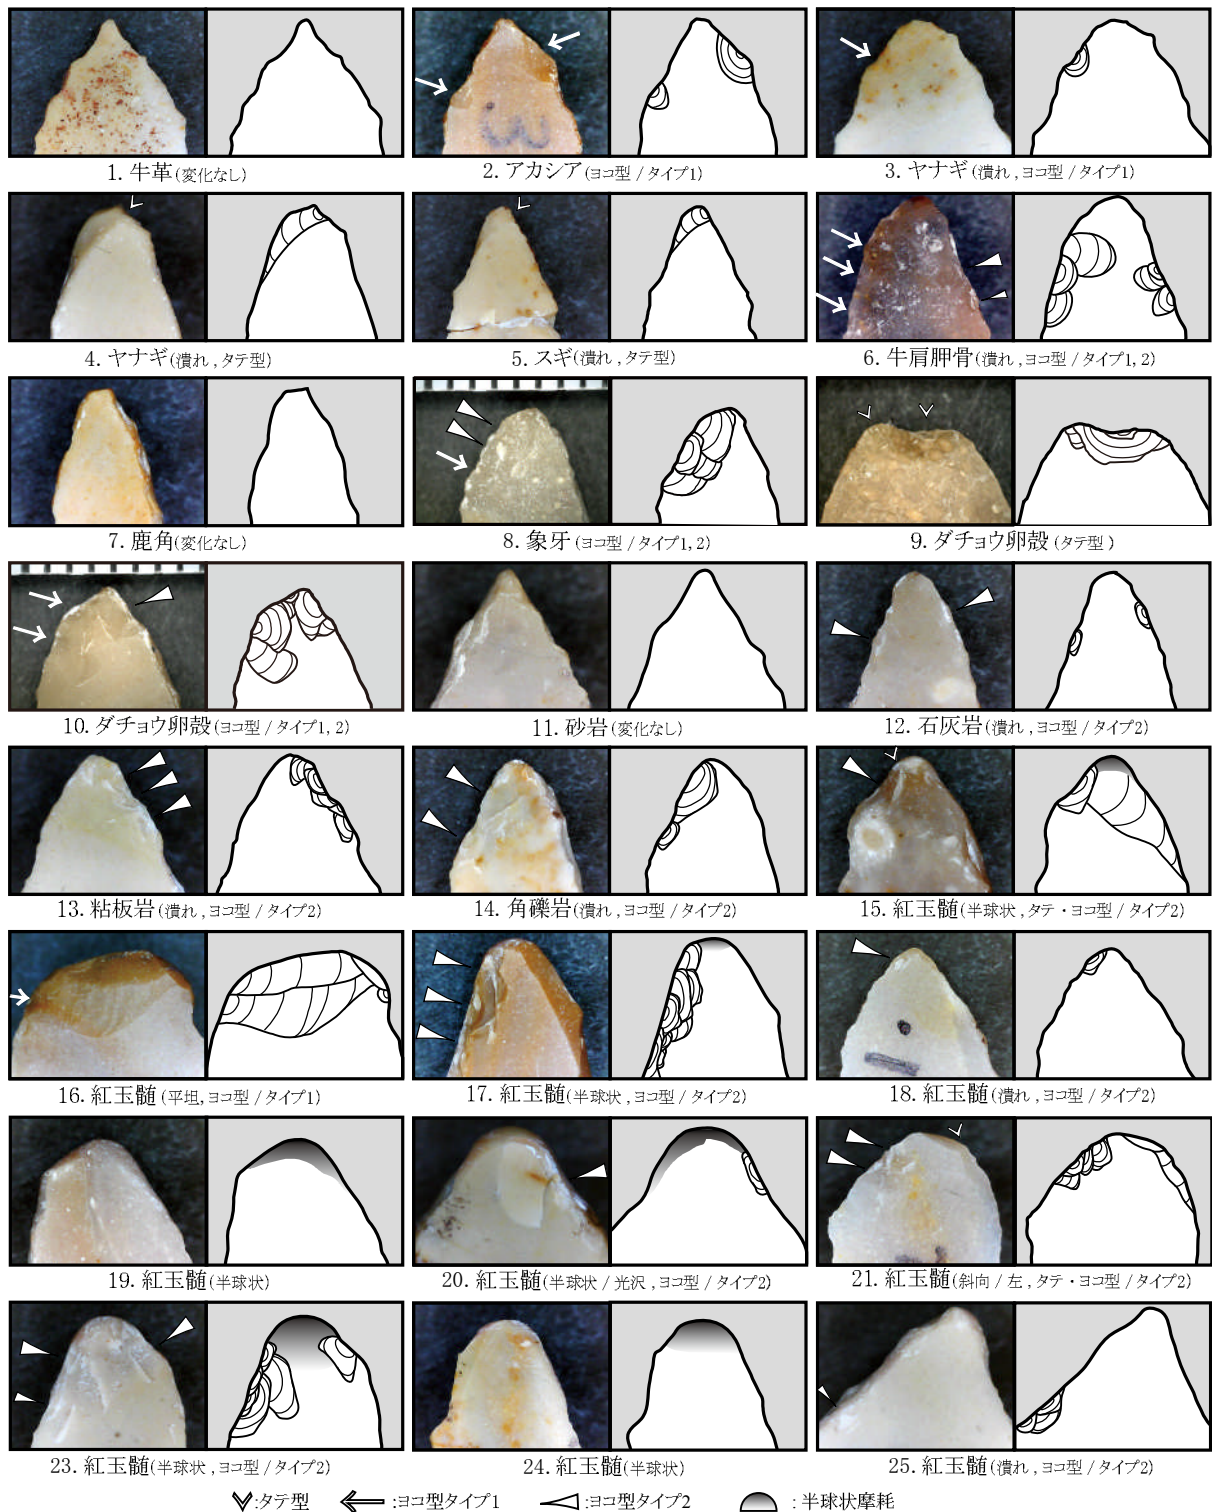 1. 牛革(変化なし)
2. アカシア(ヨコ型 / タイプ1)
3. ヤナギ(潰れ , ヨコ型 / タイプ1)
4. ヤナギ(潰れ , タテ型)
5. スギ(潰れ , タテ型)
6. 牛肩胛骨(潰れ , ヨコ型 / タイプ1, 2)
7. 鹿角(変化なし)
8. 象牙(ヨコ型 / タイプ1, 2)
9. ダチョウ卵殻(タテ型 )
10. ダチョウ卵殻(ヨコ型 / タイプ1, 2)
11. 砂岩(変化なし)
12. 石灰岩(潰れ , ヨコ型 / タイプ2)
13. 粘板岩(潰れ , ヨコ型 / タイプ2)
14. 角礫岩(潰れ , ヨコ型 / タイプ2)
15. 紅玉髄(半球状 , タテ・ヨコ型 / タイプ2)
16. 紅玉髄(平坦, ヨコ型 / タイプ1)
17. 紅玉髄(半球状 , ヨコ型 / タイプ2)
18. 紅玉髄(潰れ , ヨコ型 / タイプ2)
19. 紅玉髄(半球状)
20. 紅玉髄(半球状 / 光沢 , ヨコ型 / タイプ2)
21. 紅玉髄(斜向 / 左 , タテ・ヨコ型 / タイプ2)
23. 紅玉髄(半球状 , ヨコ型 / タイプ2)
24. 紅玉髄(半球状)
25. 紅玉髄(潰れ , ヨコ型 / タイプ2)
:タテ型 :ヨコ型タイプ1 :ヨコ型タイプ2 : 半球状摩耗